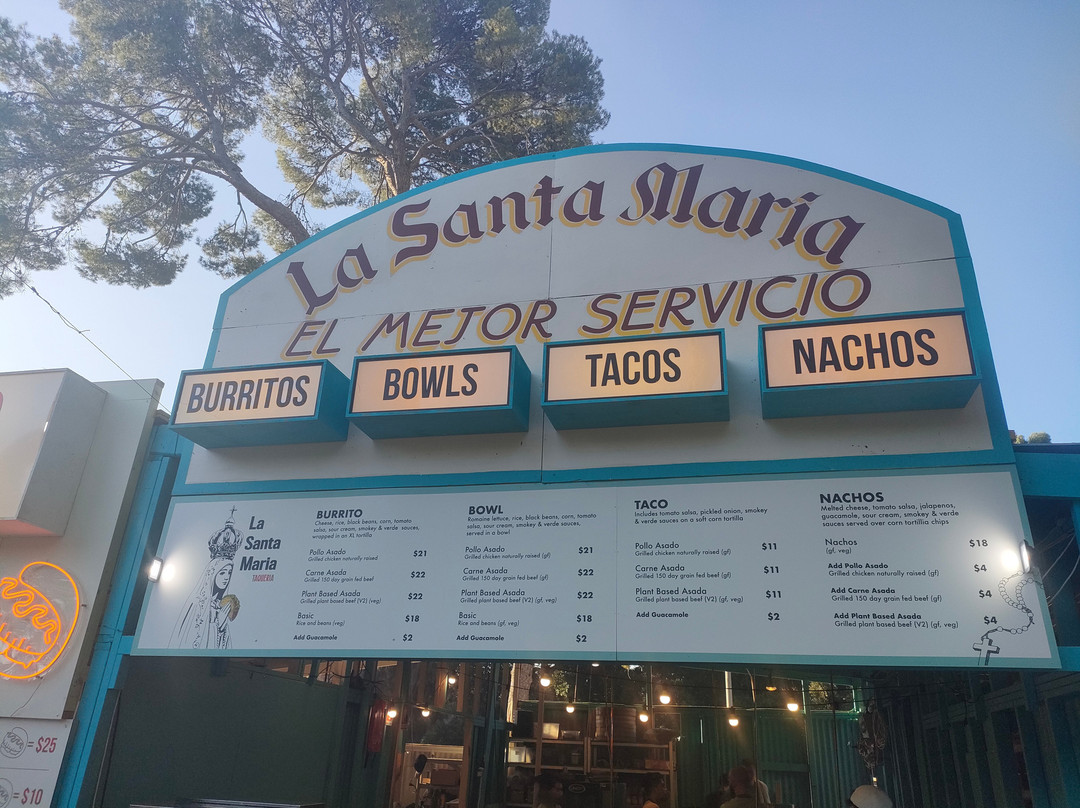 La Santa Maria
EL MEJOR SERVICIO
BURRITOS
BOWLS
TACOS
NACHOS
La
Santa
Maria
TAQUERIA
BURRITO
Cheese, rice, black beans, corn, tomato
salsa, sour cream, smokey & verde sauces,
wrapped in an XL tortilla
Pollo Asado $21
Grilled chicken naturally raised
Carne Asada $22
Grilled 150 day grain fed beef
Plant Based Asada $22
Grilled plant based beef (V2) (veg)
Basic $18
Rice and beans (veg)
Add Guacamole $2
BOWL
Romaine lettuce, rice, black beans, corn, tomato
salsa, sour cream, smokey & verde sauces,
served in a bowl
Pollo Asado $21
Grilled chicken naturally raised (gf)
Carne Asada $22
Grilled 150 day grain fed beef (gf)
Plant Based Asada $22
Grilled plant based beef (V2) (gf, veg)
Basic $18
Rice and beans (gf, veg)
Add Guacamole $2
TACO
Includes tomato salsa, pickled onion, smokey
& verde sauces on a soft corn tortilla
Pollo Asado $11
Grilled chicken naturally raised (gf)
Carne Asada $11
Grilled 150 day grain fed beef (gf)
Plant Based Asada $11
Grilled plant based beef (V2) (gf, veg)
Add Guacamole $2
NACHOS
Melted cheese, tomato salsa, jalapenos,
guacamole, sour cream, smokey & verde
sauces served over corn tortillia chips
Nachos $18
(gf, veg)
Add Pollo Asado $4
Grilled chicken naturally raised (gf)
Add Carne Asada $4
Grilled 150 day grain fed beef (gf)
Add Plant Based Asada $4
Grilled plant based beef (V2) (gf, veg)
= $25
= $10